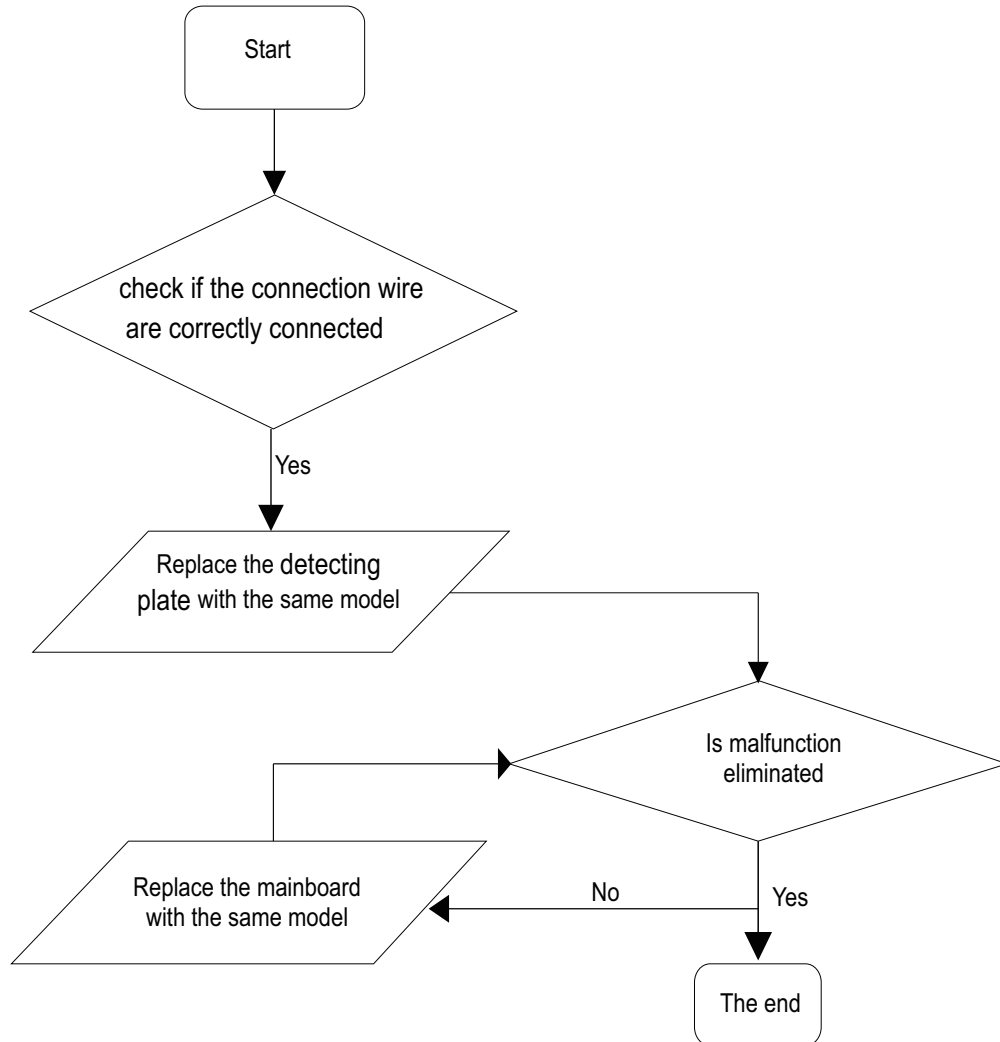 Start
check if the connection wire
are correctly connected
Yes
Replace the detecting
plate with the same model
Is malfunction
eliminated
Replace the mainboard
with the same model
No
Yes
The end